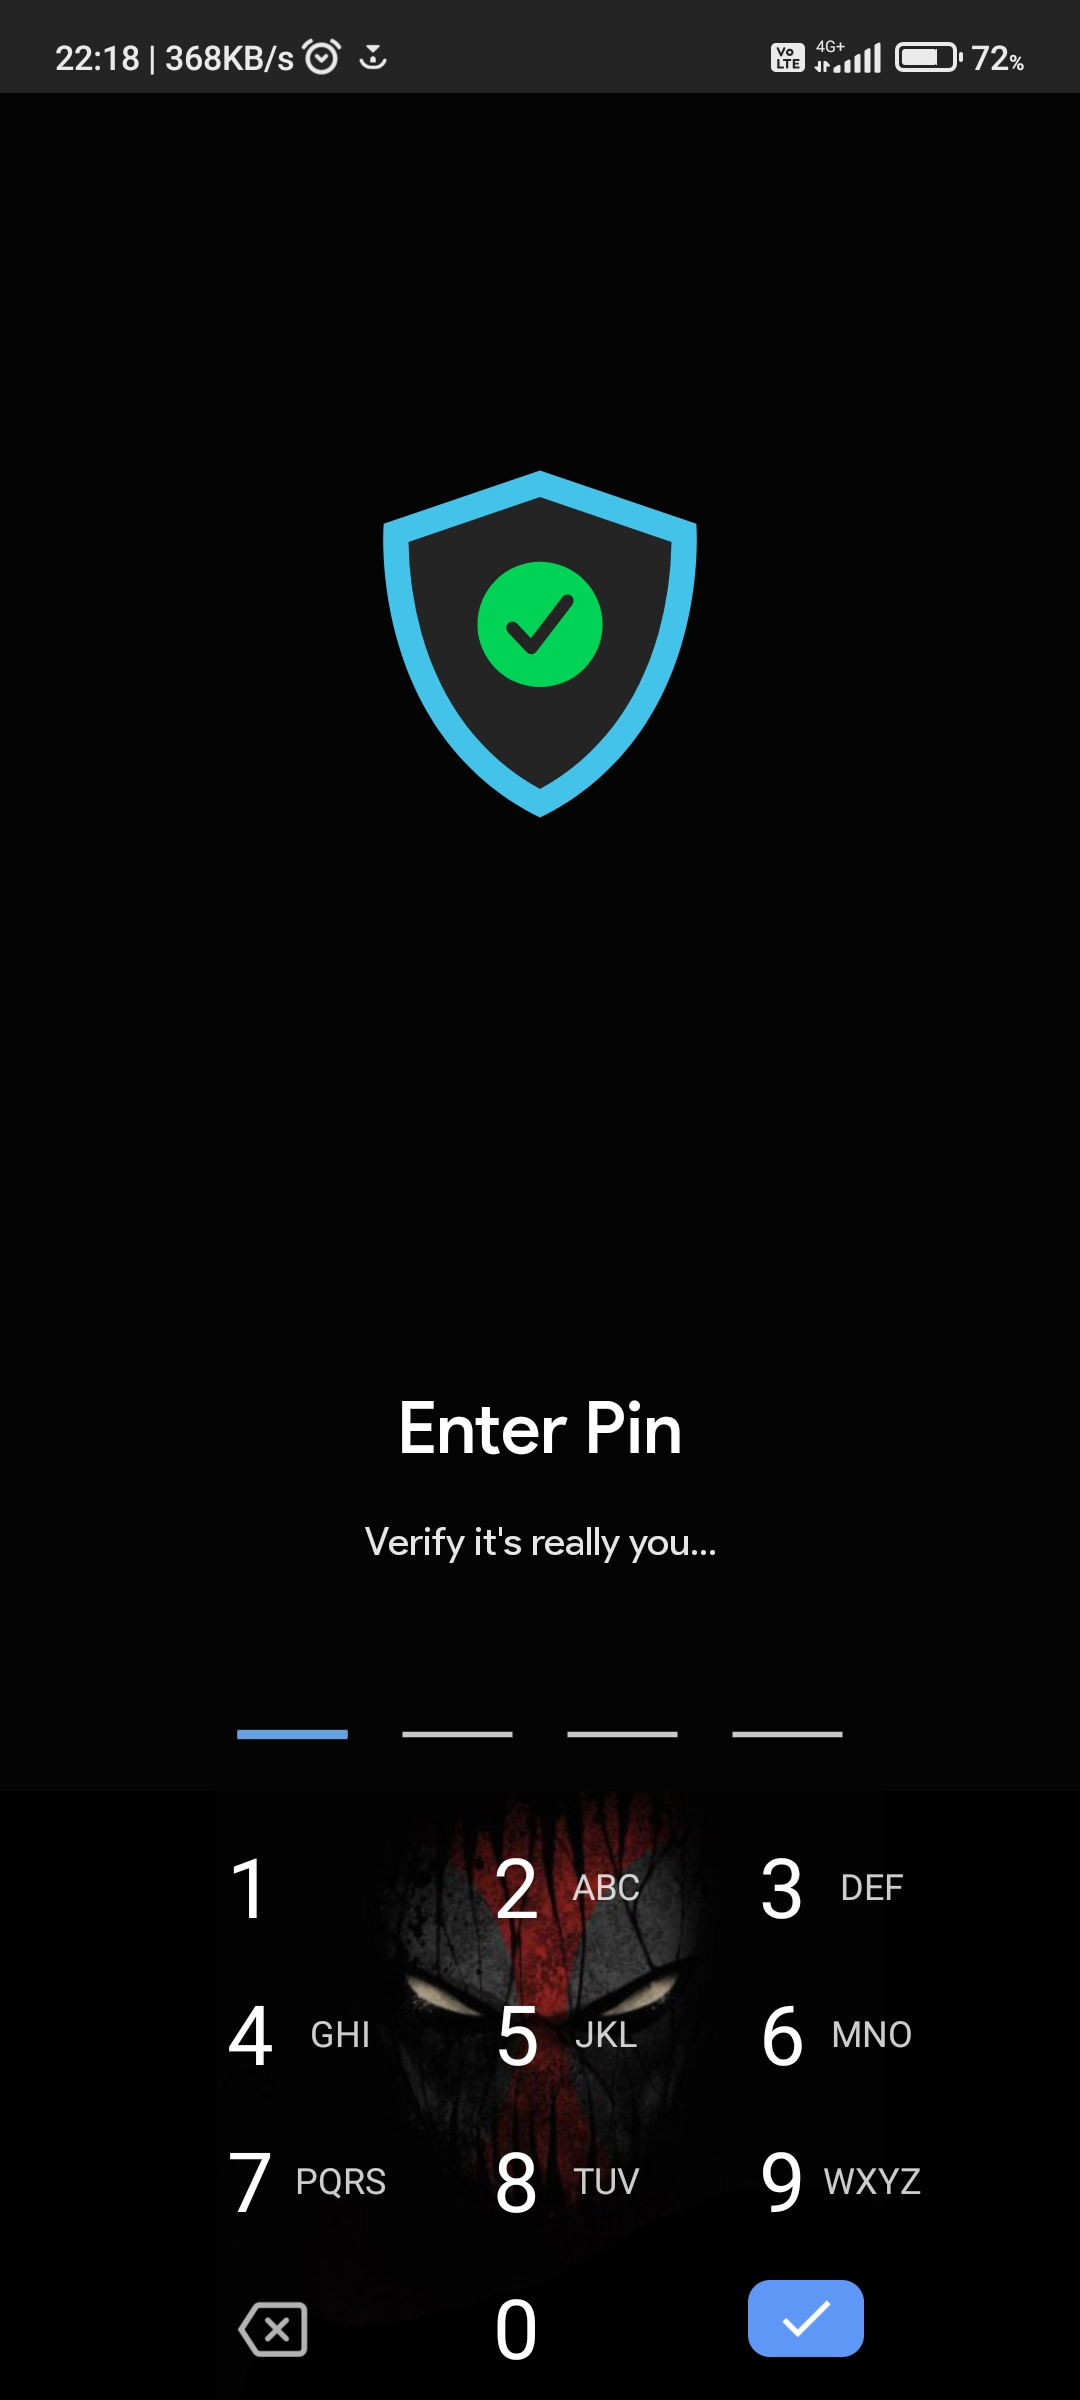 22:18 | 368KB/s Vo LTE 4G+ 72%
Enter Pin
Verify it's really you...
1 2 ABC 3 DEF
4 GHI 5 JKL 6 MNO
7 PQRS 8 TUV 9 WXYZ
0